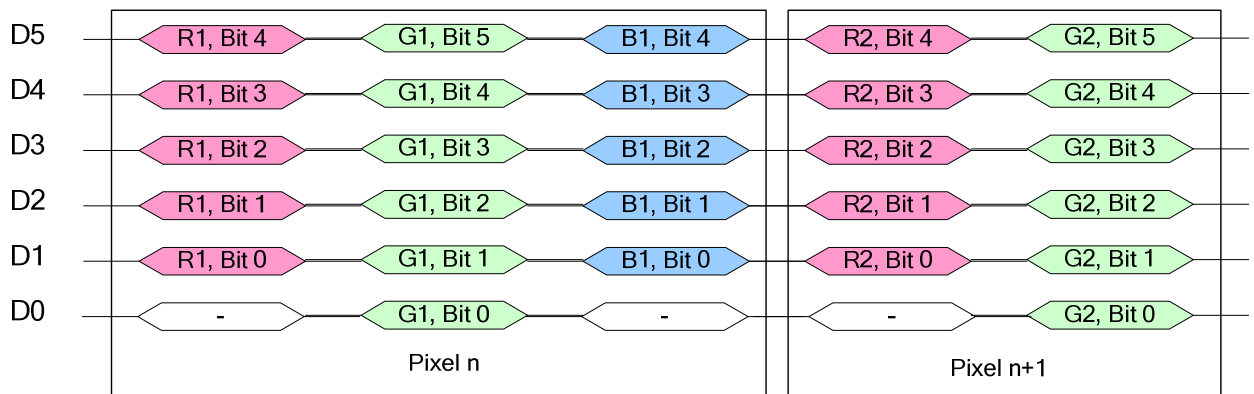 D5 R1, Bit 4 G1, Bit 5 B1, Bit 4 R2, Bit 4 G2, Bit 5
D4 R1, Bit 3 G1, Bit 4 B1, Bit 3 R2, Bit 3 G2, Bit 4
D3 R1, Bit 2 G1, Bit 3 B1, Bit 2 R2, Bit 2 G2, Bit 3
D2 R1, Bit 1 G1, Bit 2 B1, Bit 1 R2, Bit 1 G2, Bit 2
D1 R1, Bit 0 G1, Bit 1 B1, Bit 0 R2, Bit 0 G2, Bit 1
D0 - G1, Bit 0 - - G2, Bit 0
Pixel n Pixel n+1